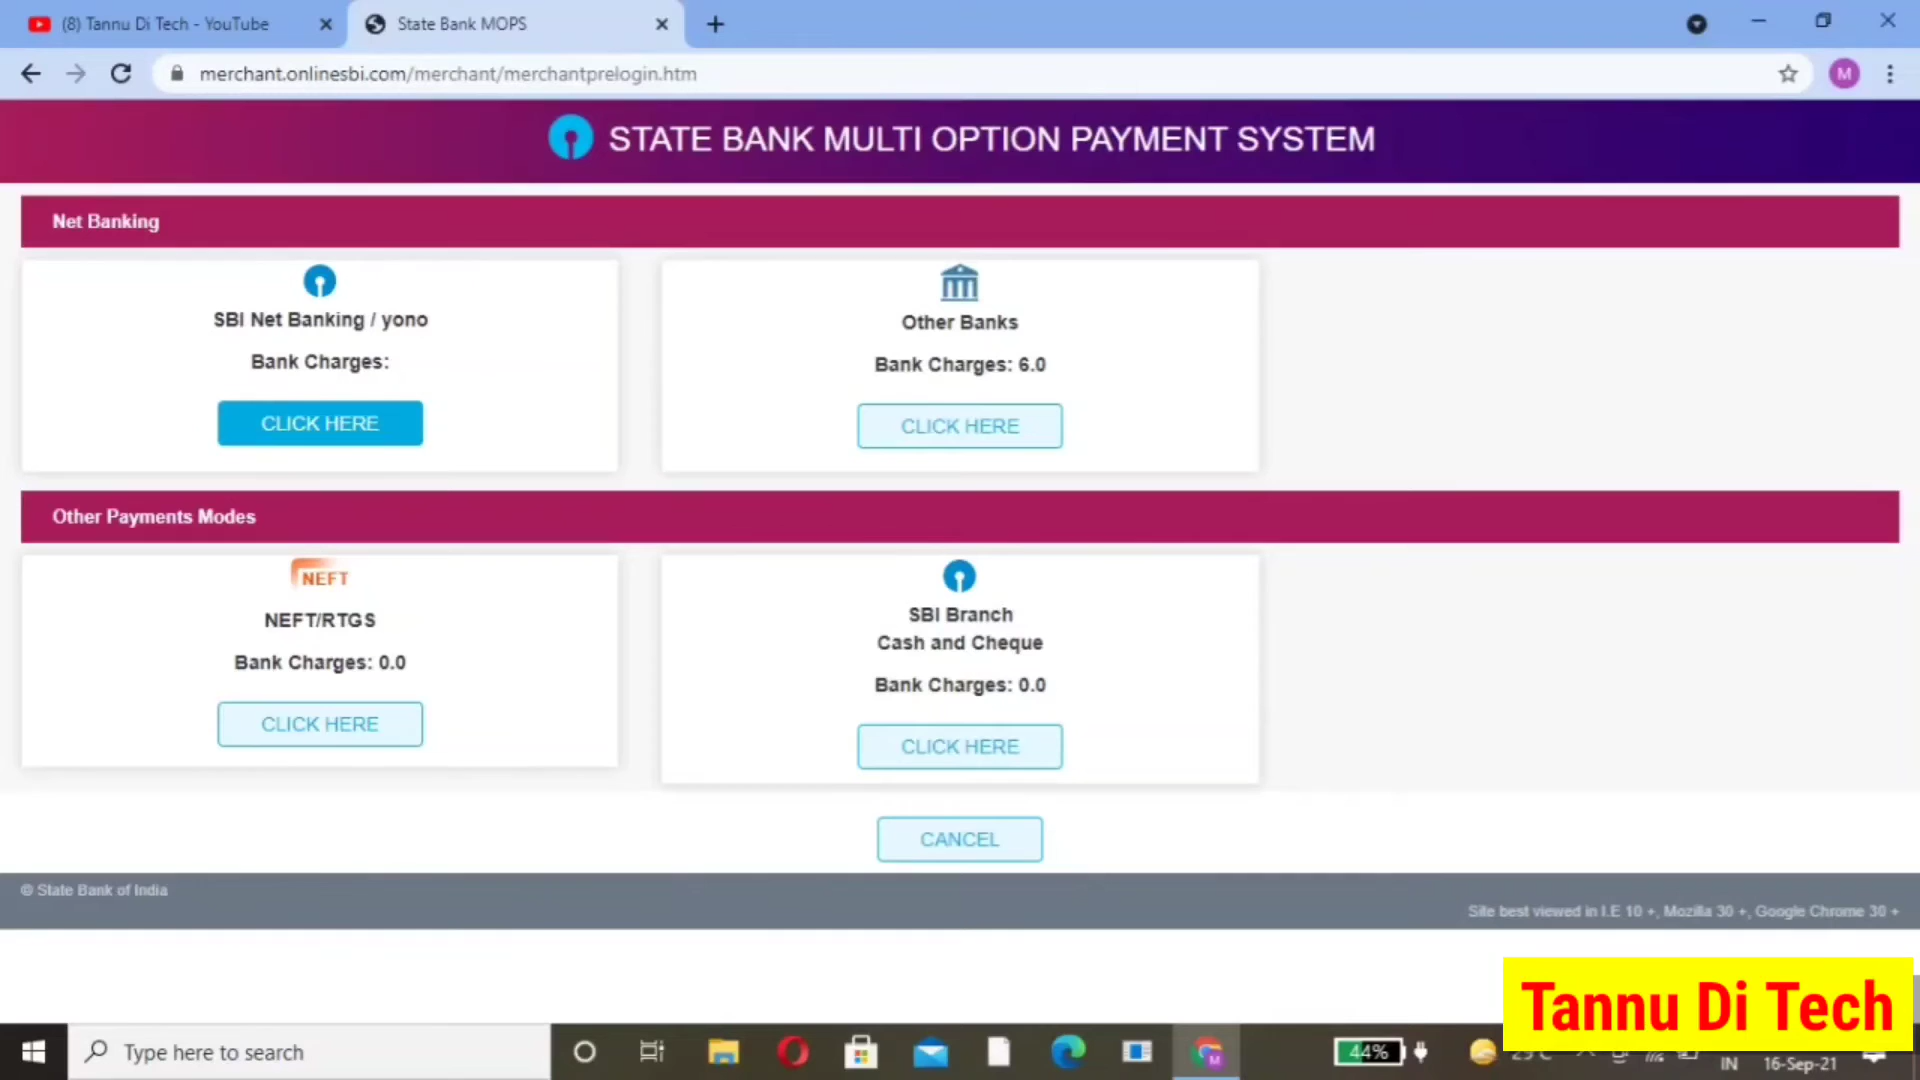 (8) Tannu Di Tech - YouTube
State Bank MOPS
merchant.onlinesbi.com/merchant/merchantprelogin.htm
M
STATE BANK MULTI OPTION PAYMENT SYSTEM
Net Banking
SBI Net Banking / yono
Bank Charges:
CLICK HERE
Other Banks
Bank Charges: 6.0
CLICK HERE
Other Payments Modes
NEFT
NEFT/RTGS
Bank Charges: 0.0
CLICK HERE
SBI Branch
Cash and Cheque
Bank Charges: 0.0
CLICK HERE
CANCEL
© State Bank of India
Site best viewed in I.E 10 +, Mozilla 30 +, Google Chrome 30 +
Tannu Di Tech
Type here to search
44%
IN
16-Sep-21